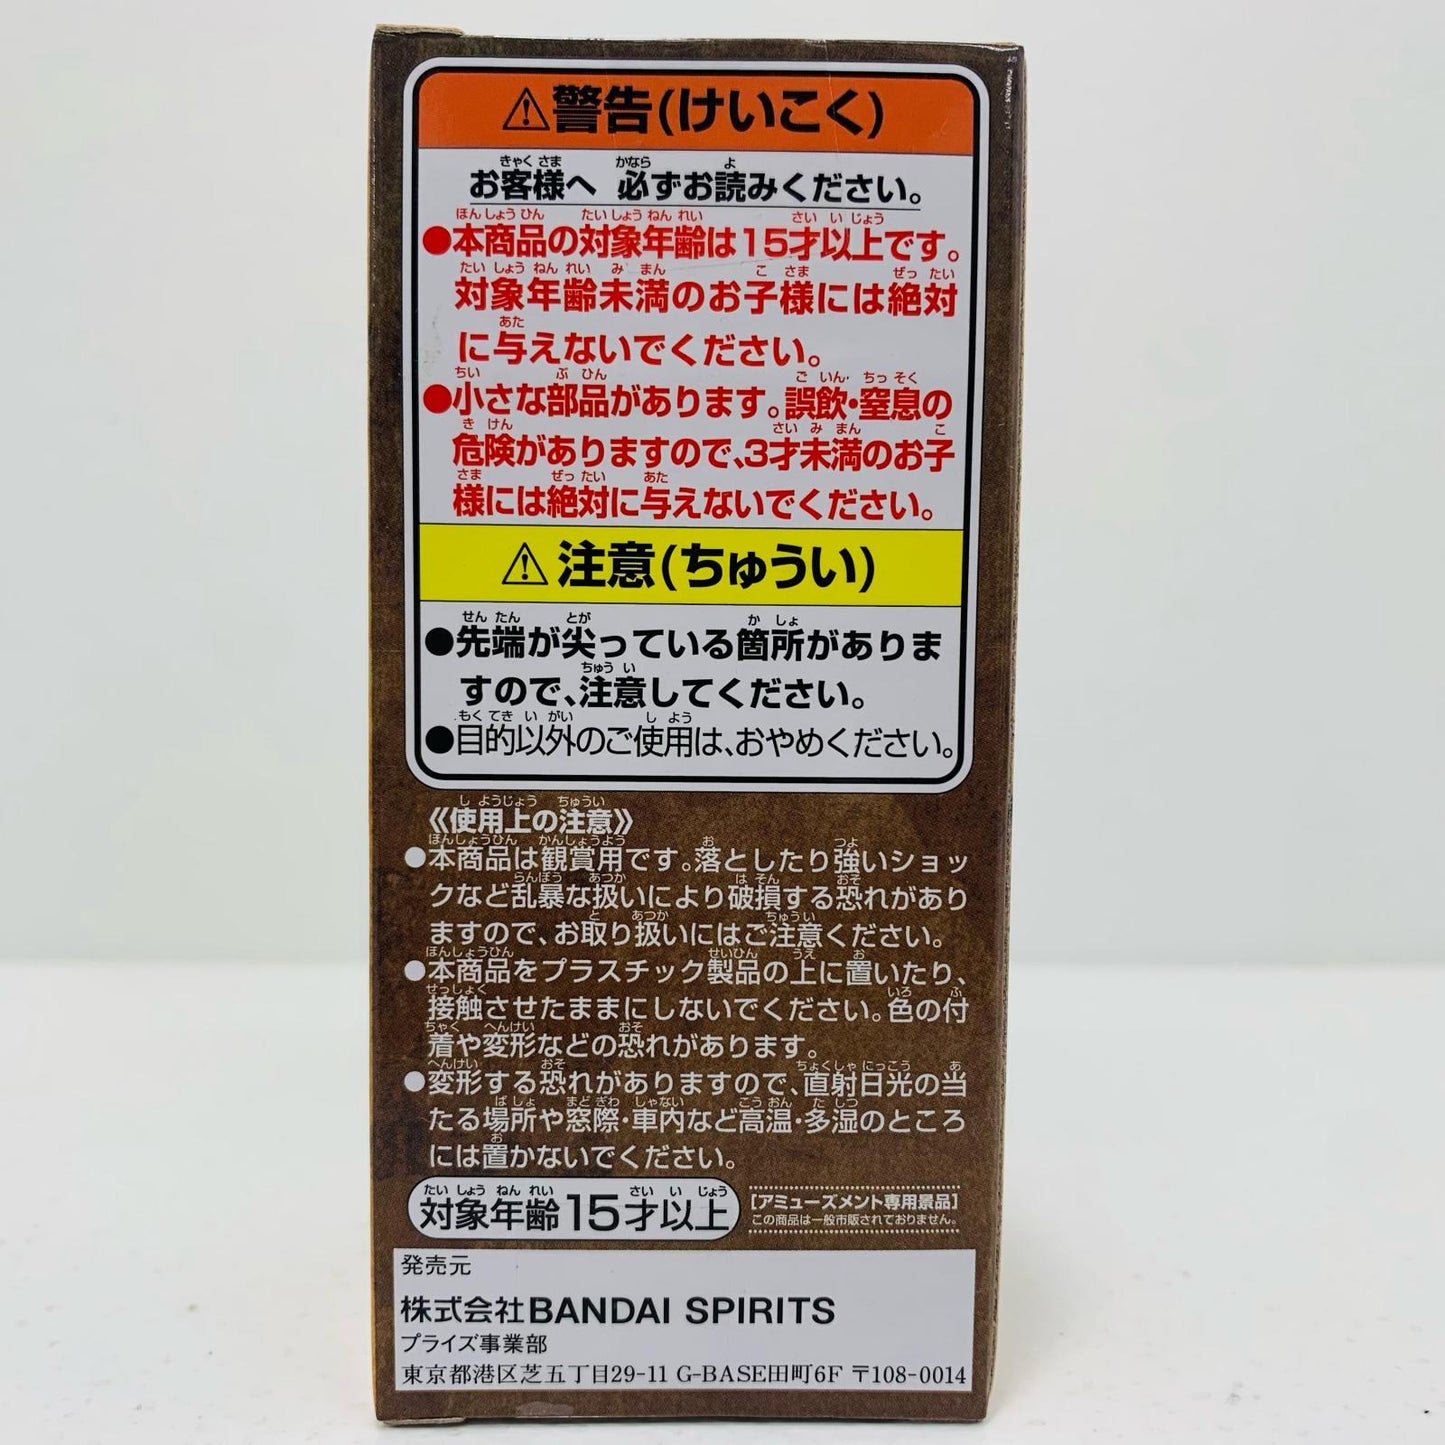 ⚠警告(けいこく)
お客様へ 必ずお読みください。
●本商品の対象年齢は15才以上です。
対象年齢未満のお子様には絶対
に与えないでください。
●小さな部品があります。誤飲・窒息の
危険がありますので、3才未満のお子
様には絶対に与えないでください。
⚠注意(ちゅうい)
●先端が尖っている箇所がありま
すので、注意してください。
●目的以外のご使用は、おやめください。
《使用上の注意》
●本商品は観賞用です。落としたり強いショッ
クなど乱暴な扱いにより破損する恐れがあり
ますので、お取り扱いにはご注意ください。
●本商品をプラスチック製品の上に置いたり、
接触させたままにしないでください。色の付
着や変形などの恐れがあります。
●変形する恐れがありますので、直射日光の当
たる場所や窓際・車内など高温・多湿のところ
には置かないでください。
対象年齢15才以上
[アミューズメント専用景品]
この商品は一般市販されておりません。
発売元
株式会社BANDAI SPIRITS
プライズ事業部
東京都港区芝五丁目29-11 G-BASE田町6F 〒108-0014